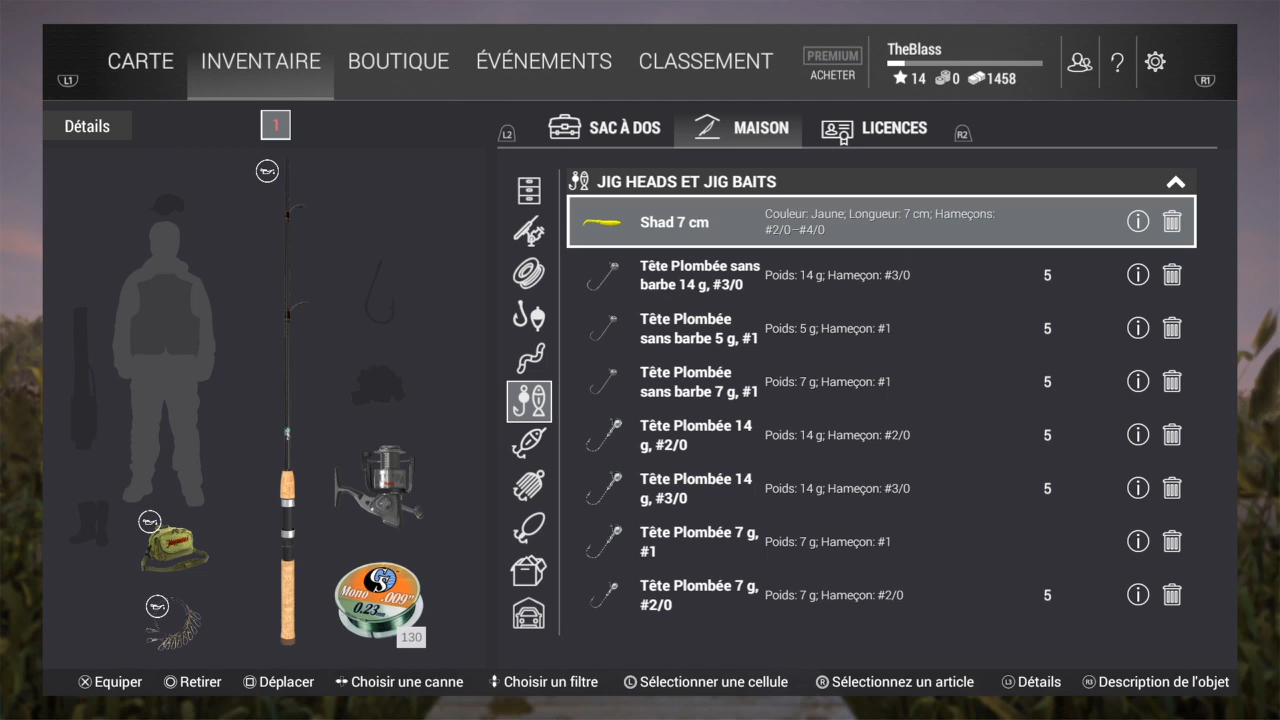 CARTE INVENTAIRE BOUTIQUE ÉVÉNEMENTS CLASSEMENT
PREMIUM
ACHETER
TheBlass
14 0 1458
L1
R1
Détails
1
L2 SAC À DOS MAISON LICENCES R2
JIG HEADS ET JIG BAITS
Shad 7 cm
Couleur: Jaune; Longueur: 7 cm; Hameçons:
#2/0–#4/0
Tête Plombée sans
barbe 14 g, #3/0
Poids: 14 g; Hameçon: #3/0 5
Tête Plombée
sans barbe 5 g, #1
Poids: 5 g; Hameçon: #1 5
Tête Plombée
sans barbe 7 g, #1
Poids: 7 g; Hameçon: #1 5
Tête Plombée 14
g, #2/0
Poids: 14 g; Hameçon: #2/0 5
Tête Plombée 14
g, #3/0
Poids: 14 g; Hameçon: #3/0 5
Tête Plombée 7 g,
#1
Poids: 7 g; Hameçon: #1
Tête Plombée 7 g,
#2/0
Poids: 7 g; Hameçon: #2/0 5
Mono .009"
0.23
130
Equiper Retirer Déplacer Choisir une canne Choisir un filtre L Sélectionner une cellule R Sélectionnez un article L3 Détails R3 Description de l'objet